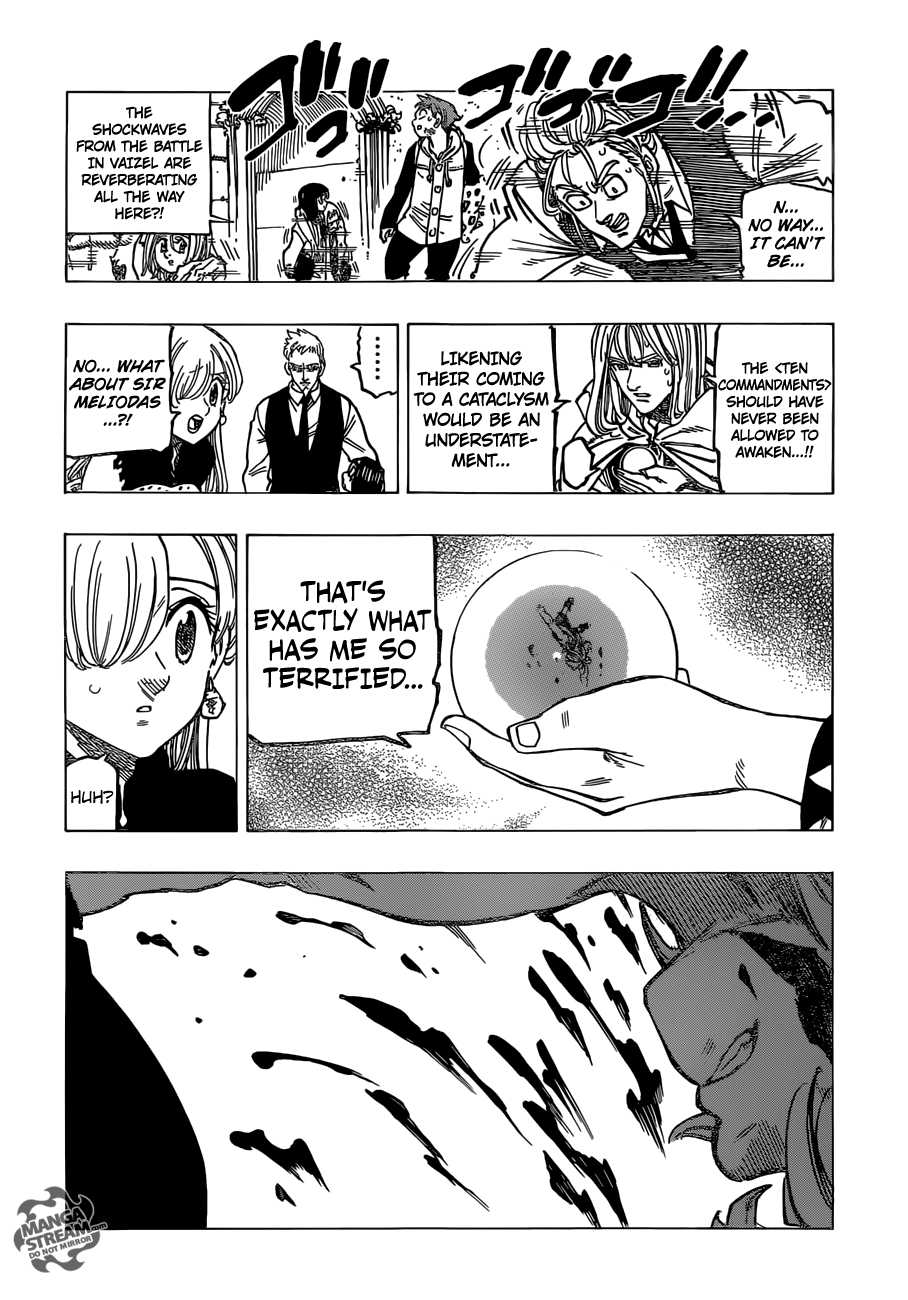 ゴゴ
ゴゴゴ!!
THE
SHOCKWAVES
FROM THE BATTLE
IN VAIZEL ARE
REVERBERATING
ALL THE WAY
HERE?!
N...
NO WAY...
IT CAN'T
BE...
NO... WHAT
ABOUT SIR
MELIODAS
...?!
......
LIKENING
THEIR COMING
TO A CATACLYSM
WOULD BE AN
UNDERSTATE-
MENT...
THE <TEN
COMMANDMENTS>
SHOULD HAVE
NEVER BEEN
ALLOWED TO
AWAKEN...!!
HUH?
THAT'S
EXACTLY WHAT
HAS ME SO
TERRIFIED...
MANGA
STREAM.com
DO NOT MIRROR